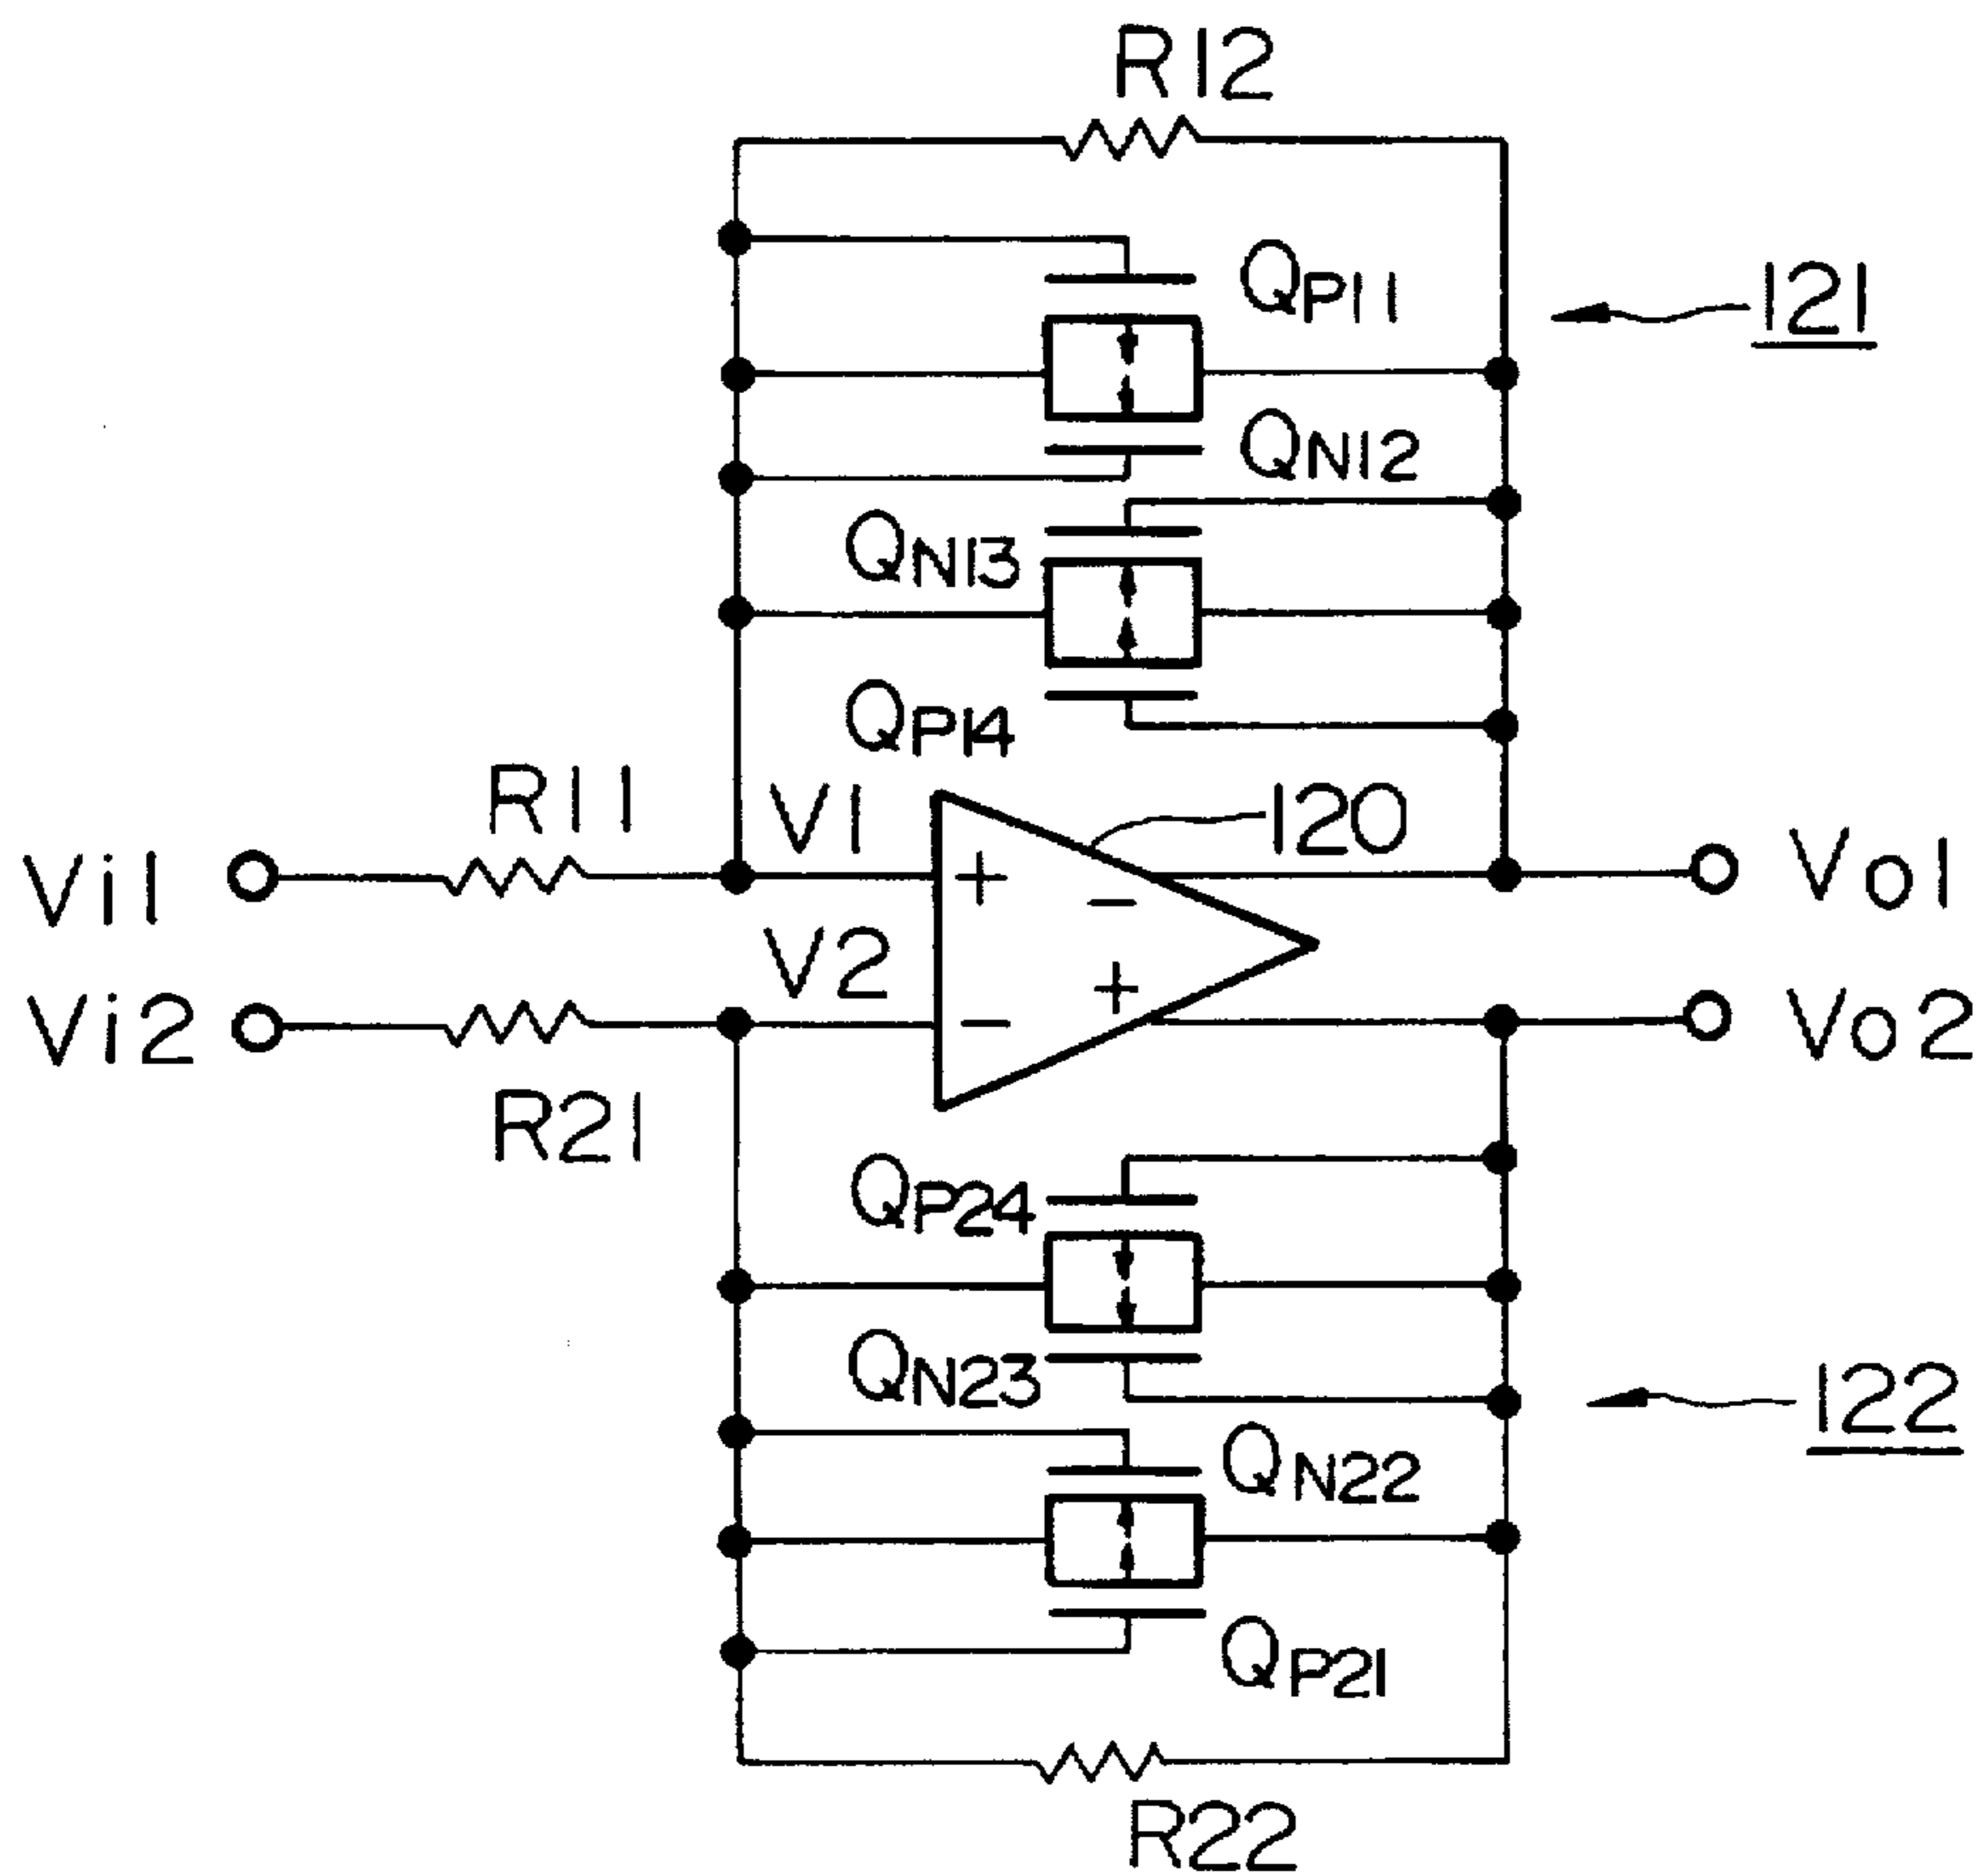 R12
QP11
121
QN12
QN13
QP14
R11
V1
120
Vi1
+
-
Vo1
V2
Vi2
-
+
Vo2
R21
QP24
QN23
122
QN22
QP21
R22